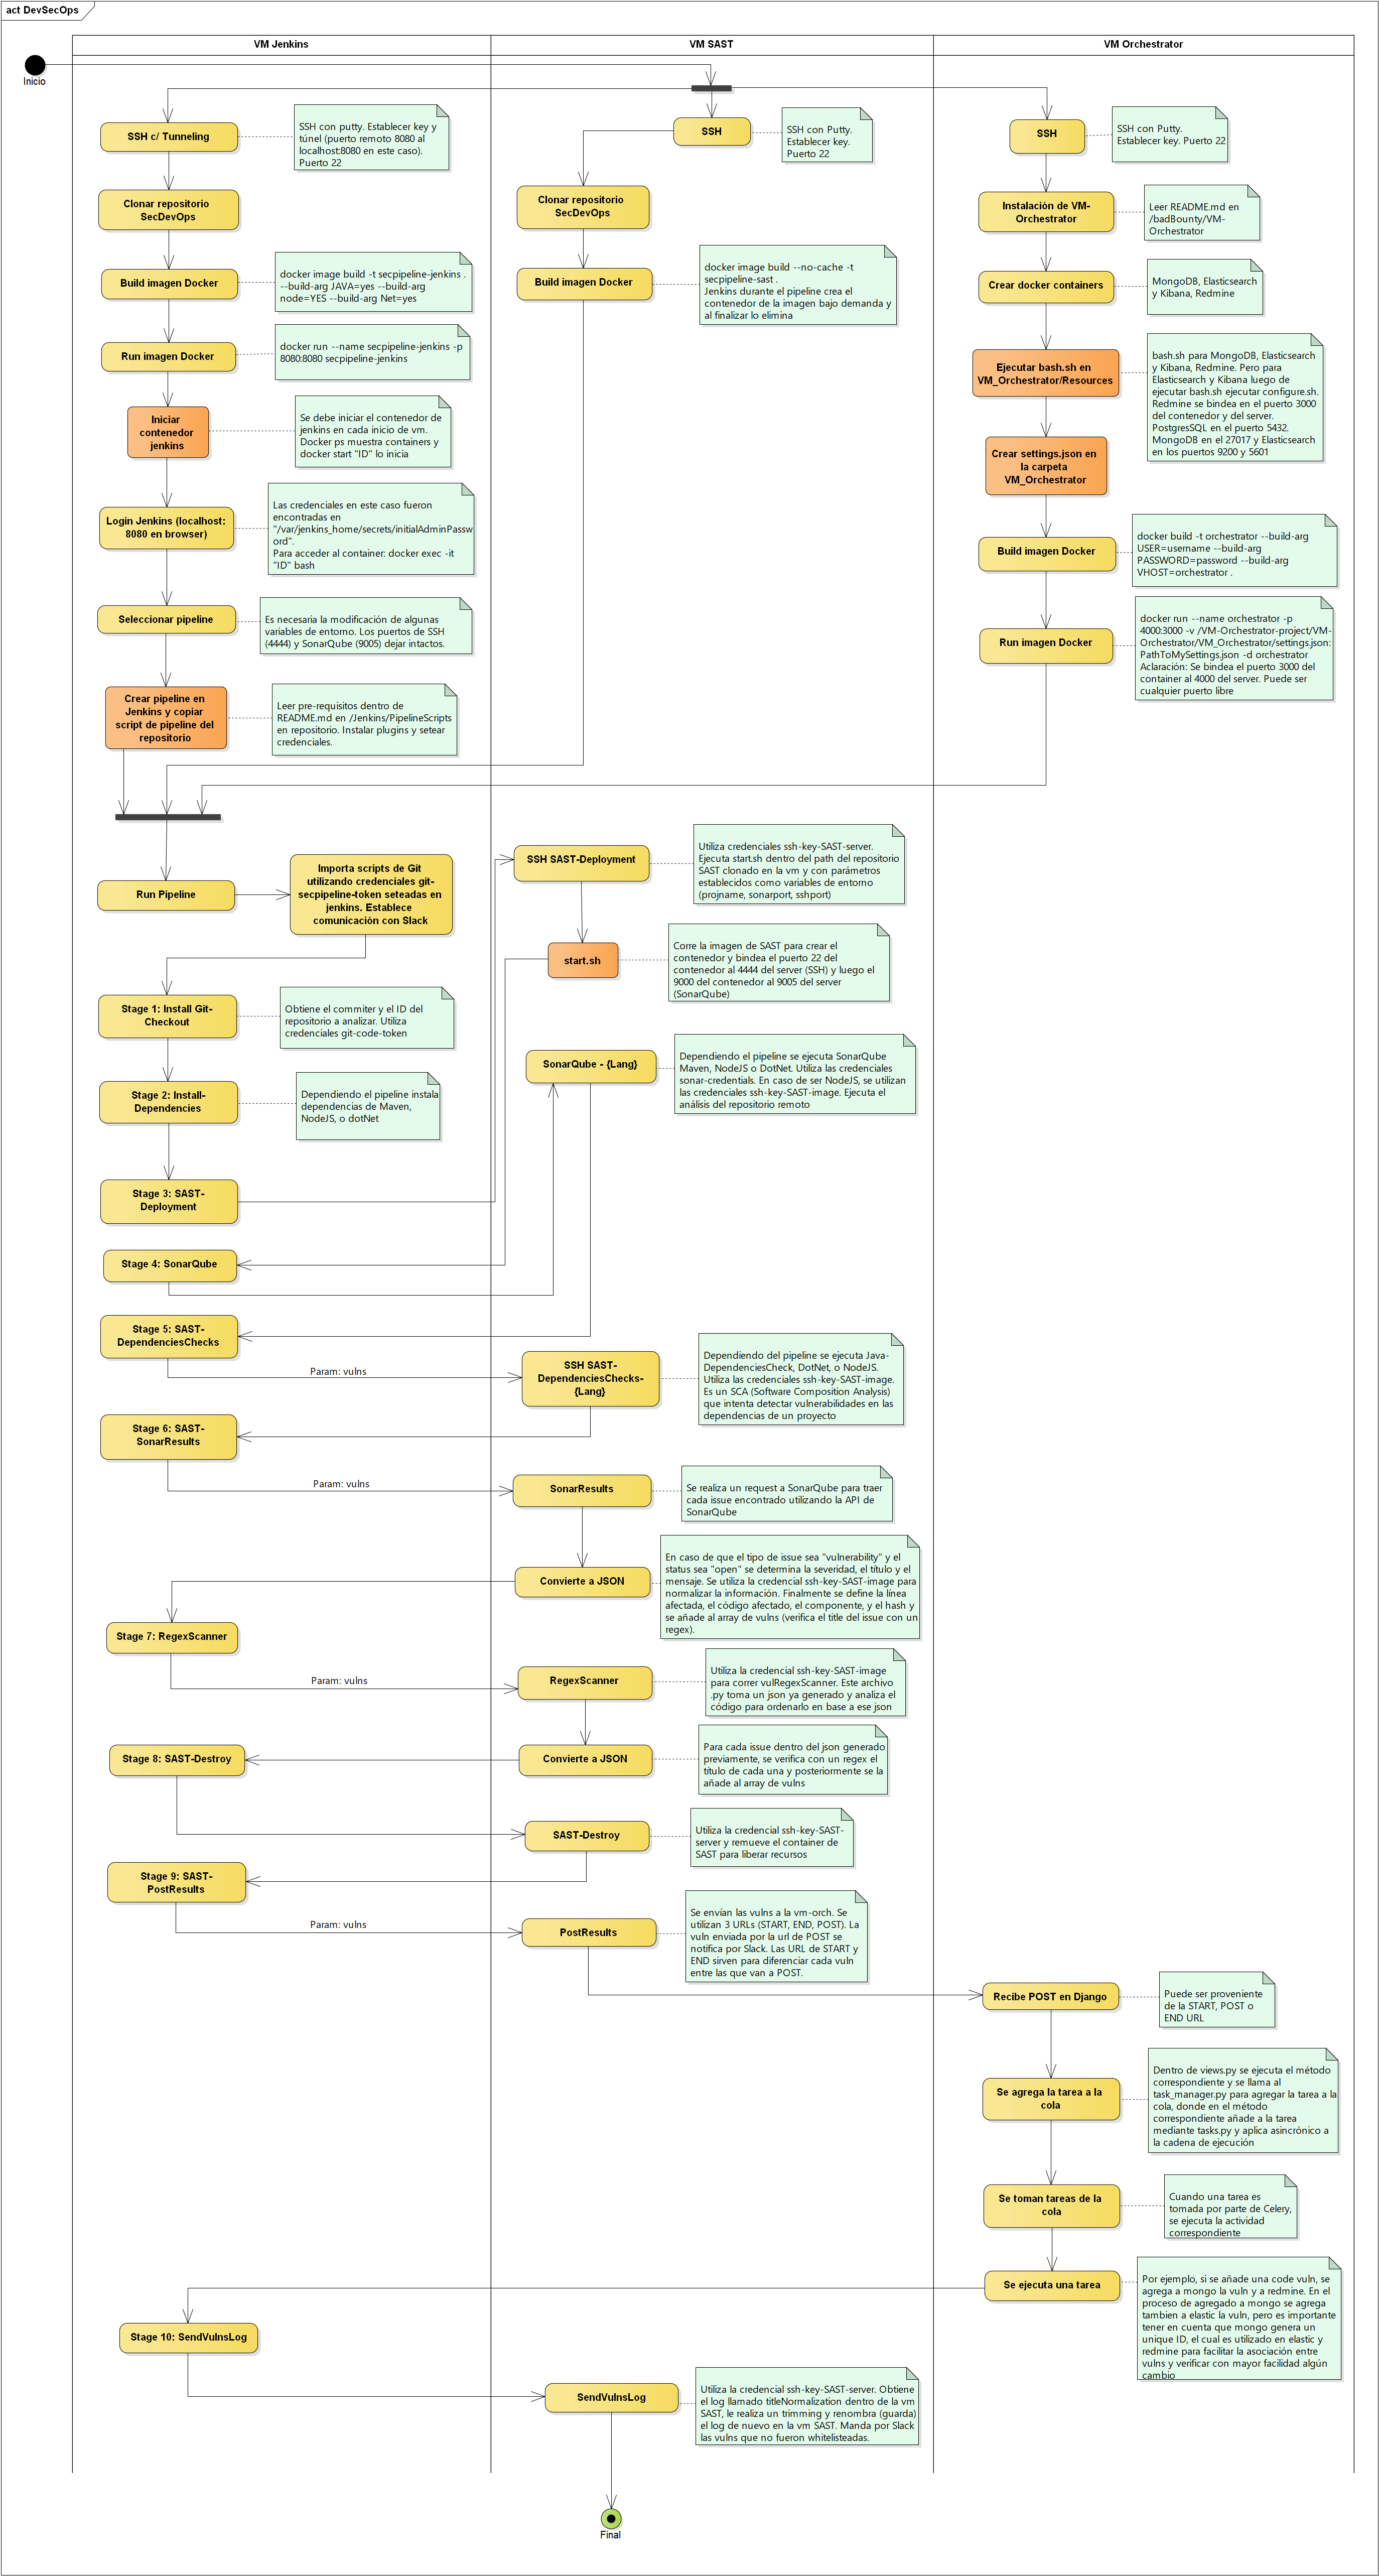 act DevSecOps
VM Jenkins
VM SAST
VM Orchestrator
Inicio
SSH c/ Tunneling
SSH con putty. Establecer key y
túnel (puerto remoto 8080 al
localhost:8080 en este caso).
Puerto 22
SSH
SSH con Putty.
Establecer key.
Puerto 22
SSH
SSH con Putty.
Establecer key. Puerto 22
Clonar repositorio
SecDevOps
Clonar repositorio
SecDevOps
Instalación de VM-
Orchestrator
Leer README.md en
/badBounty/VM-
Orchestrator
Build imagen Docker
docker image build -t secpipeline-jenkins .
--build-arg JAVA=yes --build-arg
node=YES --build-arg Net=yes
Build imagen Docker
docker image build --no-cache -t
secpipeline-sast .
Jenkins durante el pipeline crea el
contenedor de la imagen bajo demanda y
al finalizar lo elimina
Crear docker containers
MongoDB, Elasticsearch
y Kibana, Redmine
Run imagen Docker
docker run --name secpipeline-jenkins -p
8080:8080 secpipeline-jenkins
Ejecutar bash.sh en
VM_Orchestrator/Resources
bash.sh para MongoDB, Elasticsearch
y Kibana, Redmine. Pero para
Elasticsearch y Kibana luego de
ejecutar bash.sh ejecutar configure.sh.
Redmine se bindea en el puerto 3000
del contenedor y del server.
PostgresSQL en el puerto 5432.
MongoDB en el 27017 y Elasticsearch
en los puertos 9200 y 5601
Iniciar
contenedor
jenkins
Se debe iniciar el contenedor de
jenkins en cada inicio de vm.
Docker ps muestra containers y
docker start "ID" lo inicia
Crear settings.json en
la carpeta
VM_Orchestrator
Login Jenkins (localhost:
8080 en browser)
Las credenciales en este caso fueron
encontradas en
"/var/jenkins_home/secrets/initialAdminPassw
ord".
Para acceder al container: docker exec -it
"ID" bash
Build imagen Docker
docker build -t orchestrator --build-arg
USER=username --build-arg
PASSWORD=password --build-arg
VHOST=orchestrator .
Seleccionar pipeline
Es necesaria la modificación de algunas
variables de entorno. Los puertos de SSH
(4444) y SonarQube (9005) dejar intactos.
Run imagen Docker
docker run --name orchestrator -p
4000:3000 -v /VM-Orchestrator-project/VM-
Orchestrator/VM_Orchestrator/settings.json:
PathToMySettings.json -d orchestrator
Aclaración: Se bindea el puerto 3000 del
container al 4000 del server. Puede ser
cualquier puerto libre
Crear pipeline en
Jenkins y copiar
script de pipeline del
repositorio
Leer pre-requisitos dentro de
README.md en /Jenkins/PipelineScripts
en repositorio. Instalar plugins y setear
credenciales.
Run Pipeline
Importa scripts de Git
utilizando credenciales git-
secpipeline-token seteadas en
jenkins. Establece
comunicación con Slack
SSH SAST-Deployment
Utiliza credenciales ssh-key-SAST-server.
Ejecuta start.sh dentro del path del repositorio
SAST clonado en la vm y con parámetros
establecidos como variables de entorno
(projname, sonarport, sshport)
start.sh
Corre la imagen de SAST para crear el
contenedor y bindea el puerto 22 del
contenedor al 4444 del server (SSH) y luego el
9000 del contenedor al 9005 del server
(SonarQube)
Stage 1: Install Git-
Checkout
Obtiene el commiter y el ID del
repositorio a analizar. Utiliza
credenciales git-code-token
SonarQube - {Lang}
Dependiendo el pipeline se ejecuta SonarQube
Maven, NodeJS o DotNet. Utiliza las credenciales
sonar-credentials. En caso de ser NodeJS, se utilizan
las credenciales ssh-key-SAST-image. Ejecuta el
análisis del repositorio remoto
Stage 2: Install-
Dependencies
Dependiendo el pipeline instala
dependencias de Maven,
NodeJS, o dotNet
Stage 3: SAST-
Deployment
Stage 4: SonarQube
Stage 5: SAST-
DependenciesChecks
Param: vulns
SSH SAST-
DependenciesChecks-
{Lang}
Dependiendo del pipeline se ejecuta Java-
DependenciesCheck, DotNet, o NodeJS.
Utiliza las credenciales ssh-key-SAST-image.
Es un SCA (Software Composition Analysis)
que intenta detectar vulnerabilidades en las
dependencias de un proyecto
Stage 6: SAST-
SonarResults
Param: vulns
SonarResults
Se realiza un request a SonarQube para traer
cada issue encontrado utilizando la API de
SonarQube
Convierte a JSON
En caso de que el tipo de issue sea "vulnerability" y el
status sea "open" se determina la severidad, el título y el
mensaje. Se utiliza la credencial ssh-key-SAST-image para
normalizar la información. Finalmente se define la línea
afectada, el código afectado, el componente, y el hash y
se añade al array de vulns (verifica el title del issue con un
regex).
Stage 7: RegexScanner
Param: vulns
RegexScanner
Utiliza la credencial ssh-key-SAST-image
para correr vulRegexScanner. Este archivo
.py toma un json ya generado y analiza el
código para ordenarlo en base a ese json
Stage 8: SAST-Destroy
Convierte a JSON
Para cada issue dentro del json generado
previamente, se verifica con un regex el
título de cada una y posteriormente se la
añade al array de vulns
SAST-Destroy
Utiliza la credencial ssh-key-SAST-
server y remueve el container de
SAST para liberar recursos
Stage 9: SAST-
PostResults
Param: vulns
PostResults
Se envían las vulns a la vm-orch. Se
utilizan 3 URLs (START, END, POST). La
vuln enviada por la url de POST se
notifica por Slack. Las URL de START y
END sirven para diferenciar cada vuln
entre las que van a POST.
Recibe POST en Django
Puede ser proveniente
de la START, POST o
END URL
Se agrega la tarea a la
cola
Dentro de views.py se ejecuta el método
correspondiente y se llama al
task_manager.py para agregar la tarea a la
cola, donde en el método
correspondiente añade a la tarea
mediante tasks.py y aplica asincrónico a
la cadena de ejecución
Se toman tareas de la
cola
Cuando una tarea es
tomada por parte de Celery,
se ejecuta la actividad
correspondiente
Se ejecuta una tarea
Por ejemplo, si se añade una code vuln, se
agrega a mongo la vuln y a redmine. En el
proceso de agregado a mongo se agrega
tambien a elastic la vuln, pero es importante
tener en cuenta que mongo genera un
unique ID, el cual es utilizado en elastic y
redmine para facilitar la asociación entre
vulns y verificar con mayor facilidad algún
cambio
Stage 10: SendVulnsLog
SendVulnsLog
Utiliza la credencial ssh-key-SAST-server. Obtiene
el log llamado titleNormalization dentro de la vm
SAST, le realiza un trimming y renombra (guarda)
el log de nuevo en la vm SAST. Manda por Slack
las vulns que no fueron whitelisteadas.
Final